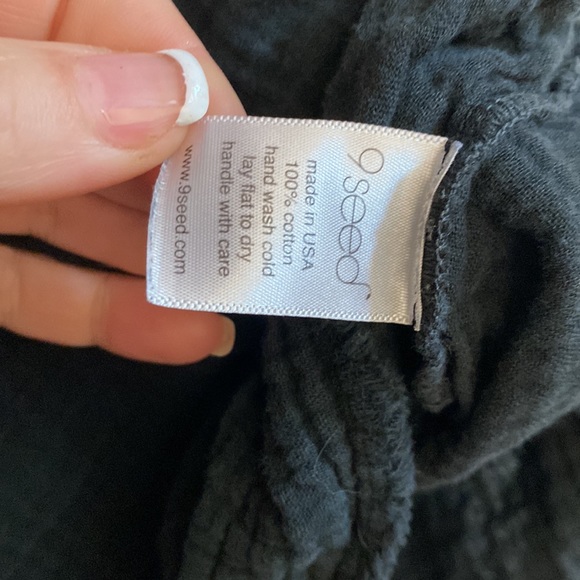 9seed
made in USA
100% cotton
hand wash cold
lay flat to dry
handle with care
www.9seed.com